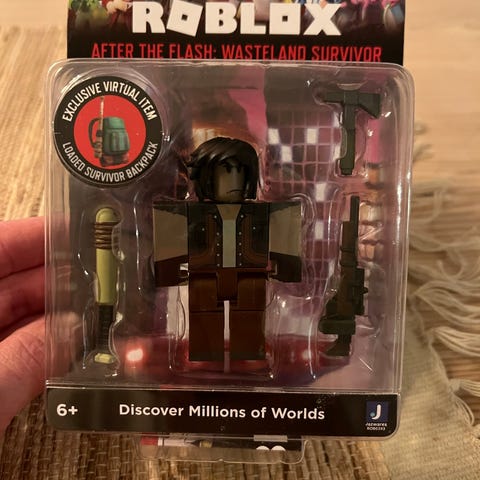 ROBLOX
AFTER THE FLASH: WASTELAND SURVIVOR
EXCLUSIVE VIRTUAL ITEM
LOADED SURVIVOR BACKPACK
6+
Discover Millions of Worlds
J
Jazwares